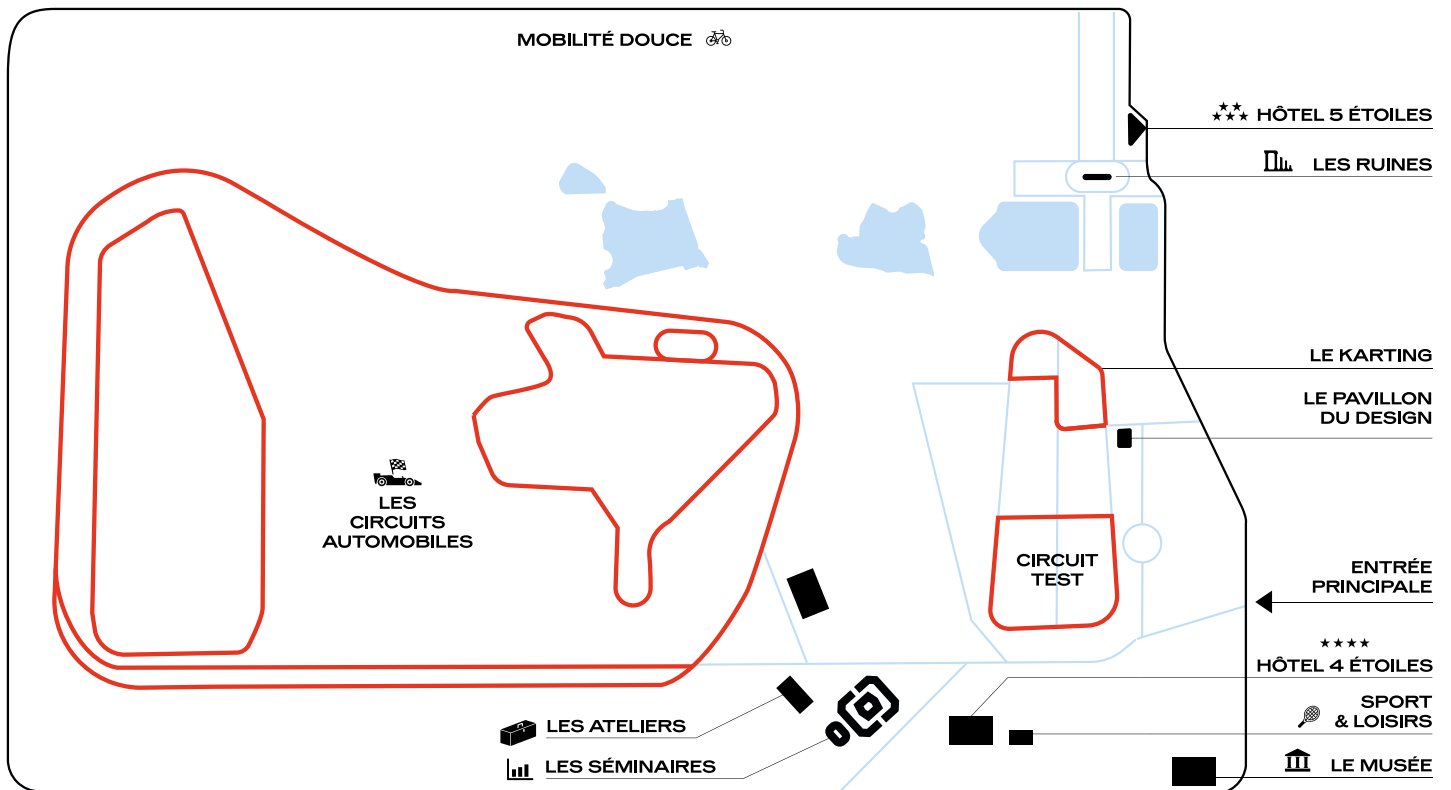 MOBILITÉ DOUCE
HÔTEL 5 ÉTOILES
LES RUINES
LE KARTING
LE PAVILLON
DU DESIGN
LES
CIRCUITS
AUTOMOBILES
CIRCUIT
TEST
ENTRÉE
PRINCIPALE
HÔTEL 4 ÉTOILES
SPORT
& LOISIRS
LES ATELIERS
LES SÉMINAIRES
LE MUSÉE